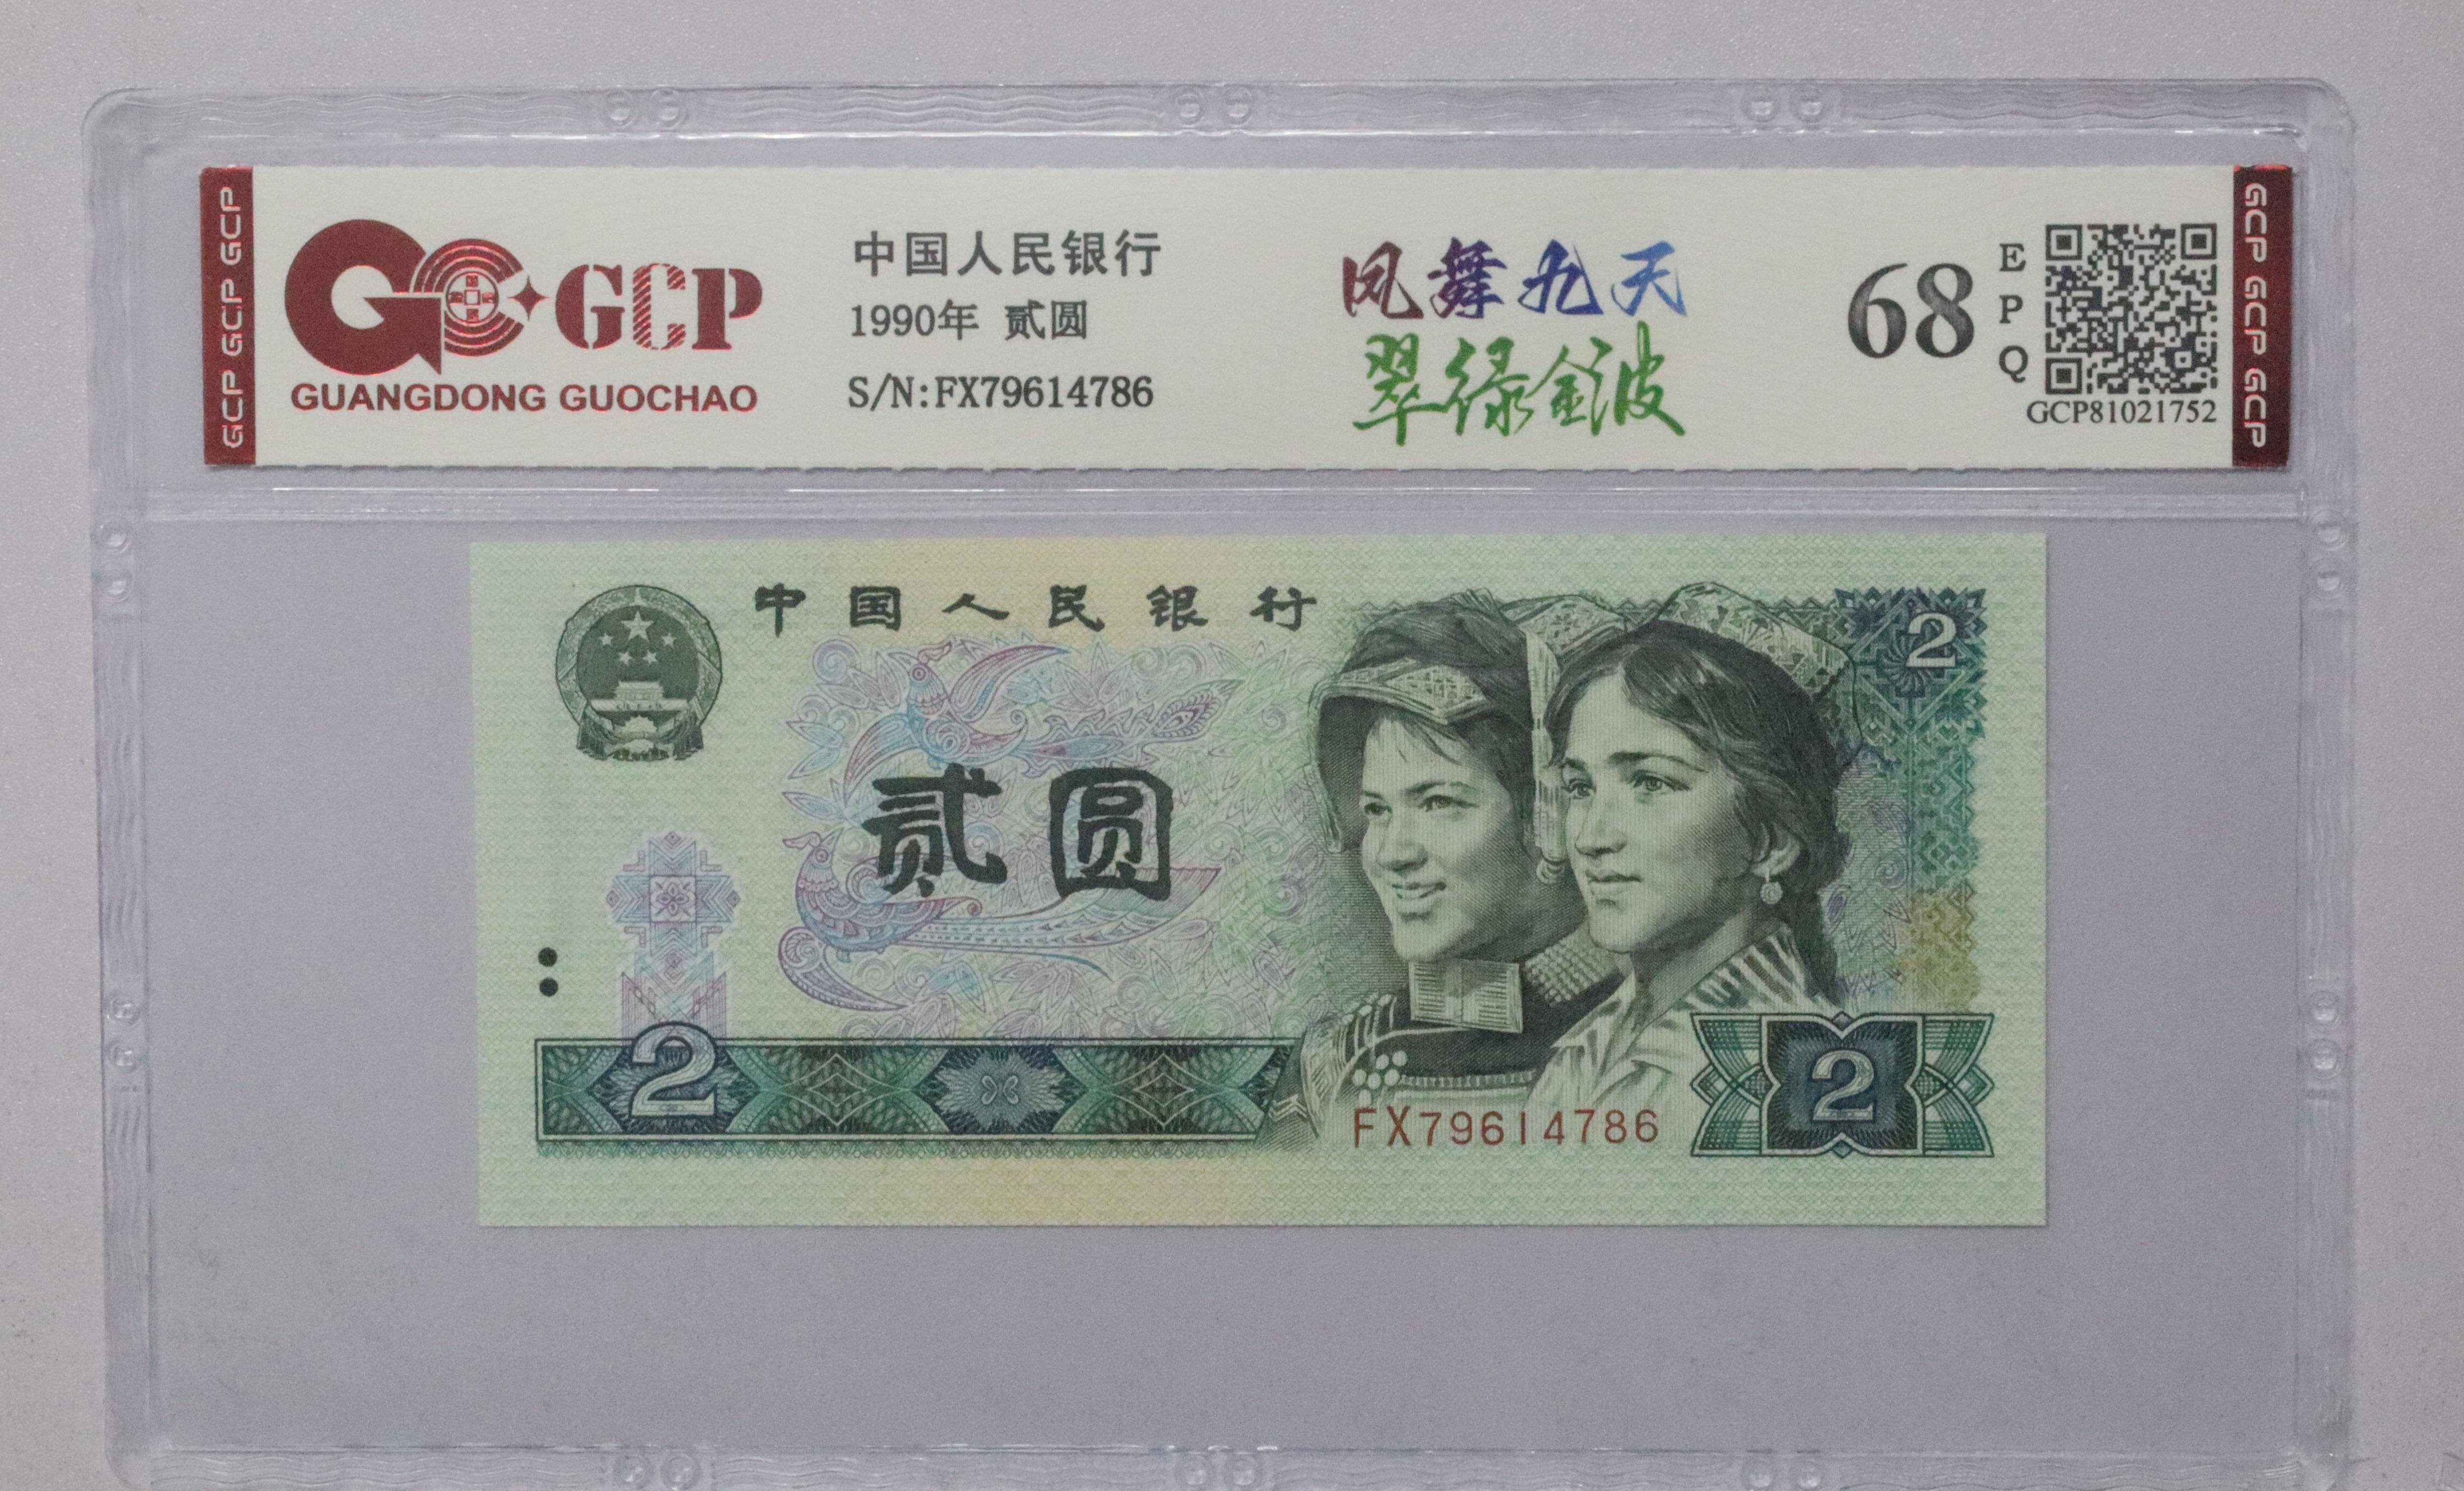 GCP GCP GCP
GCP
GUANGDONG GUOCHAO
中国人民银行
1990年 贰圆
S/N:FX79614786
凤舞九天
翠绿金波
68
EPQ
GCP81021752
GCP GCP GCP
中国人民银行
2
贰圆
2
2
FX79614786